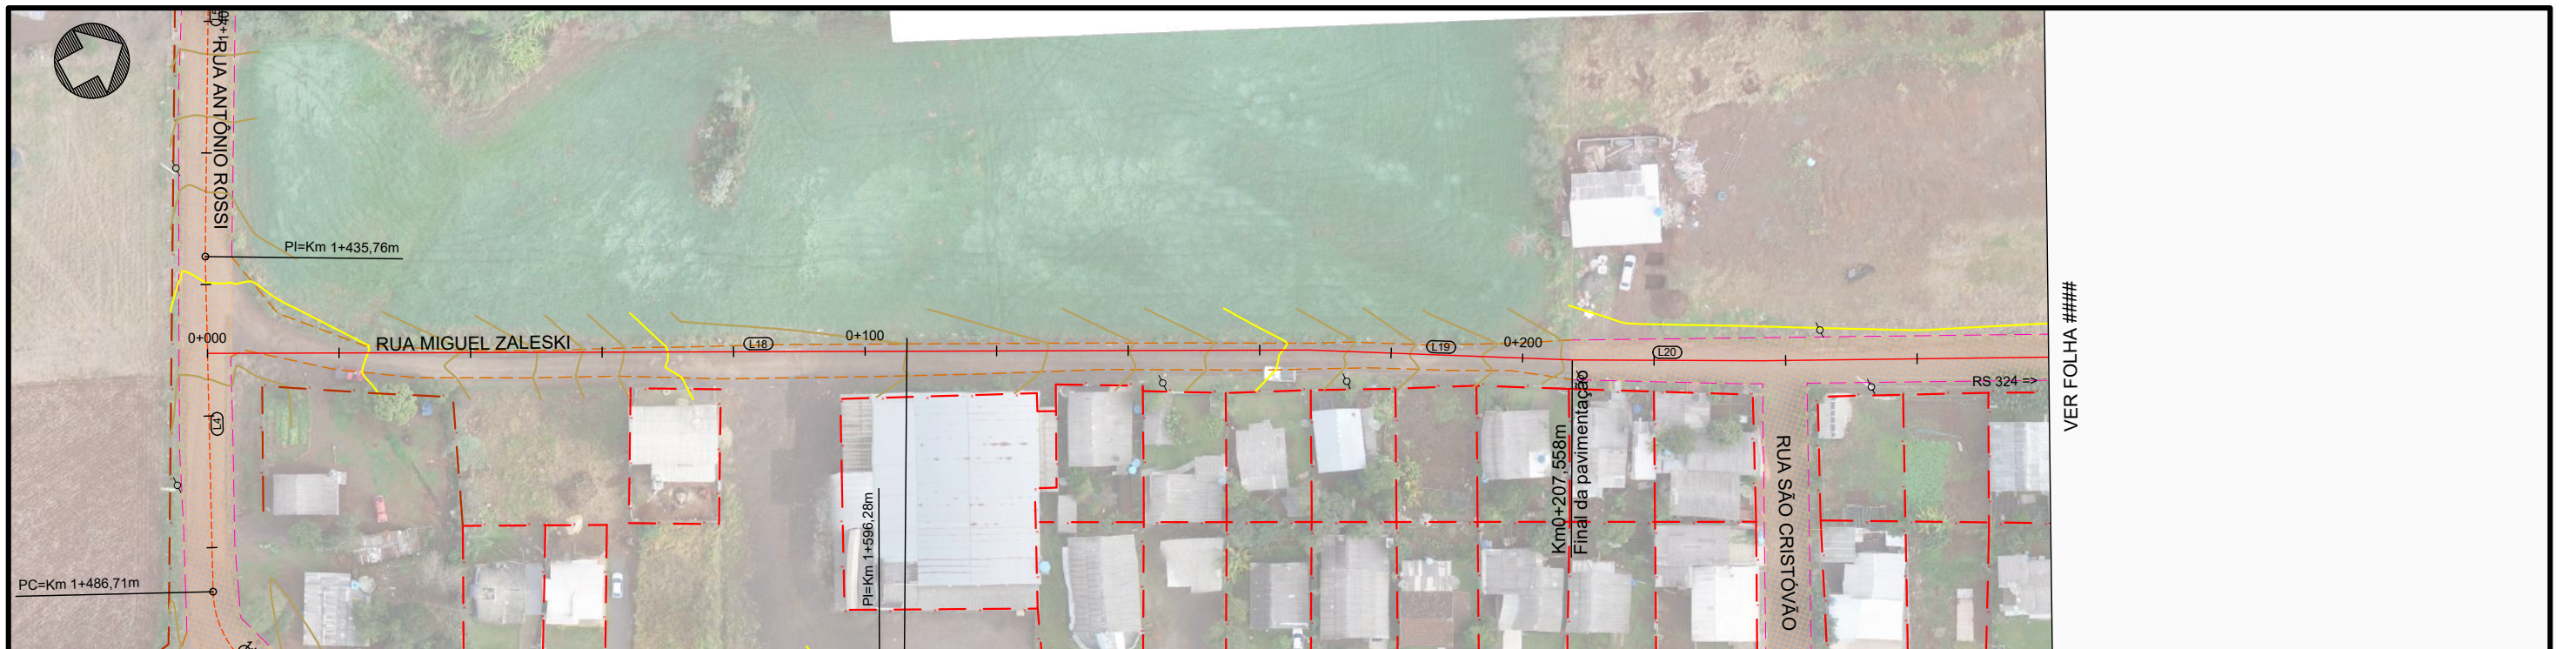 RUA ANTÔNIO ROSSI
PI=Km 1+435,76m
0+000
RUA MIGUEL ZALESKI
L18
0+100
L19
0+200
L20
RS 324 =>
VER FOLHA ####
L4
PI=Km 1+596,28m
Km0+207,558m
Final da pavimentação
RUA SÃO CRISTÓVÃO
PC=Km 1+486,71m